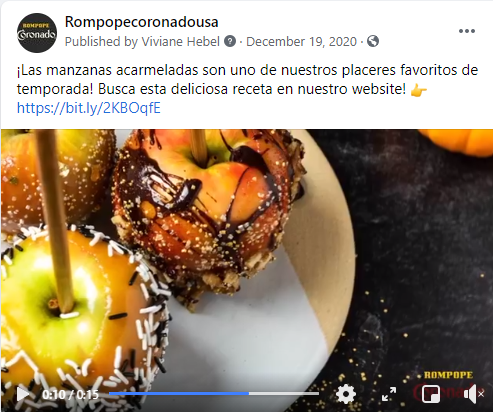 ROMPOPE
Coronado
Rompopecoronadousa
Published by Viviane Hebel · December 19, 2020 ·
¡Las manzanas acarmeladas son uno de nuestros placeres favoritos de
temporada! Busca esta deliciosa receta en nuestro website! 👉
https://bit.ly/2KBOqfE
ROMPOPE
Coronado
0:10 / 0:15